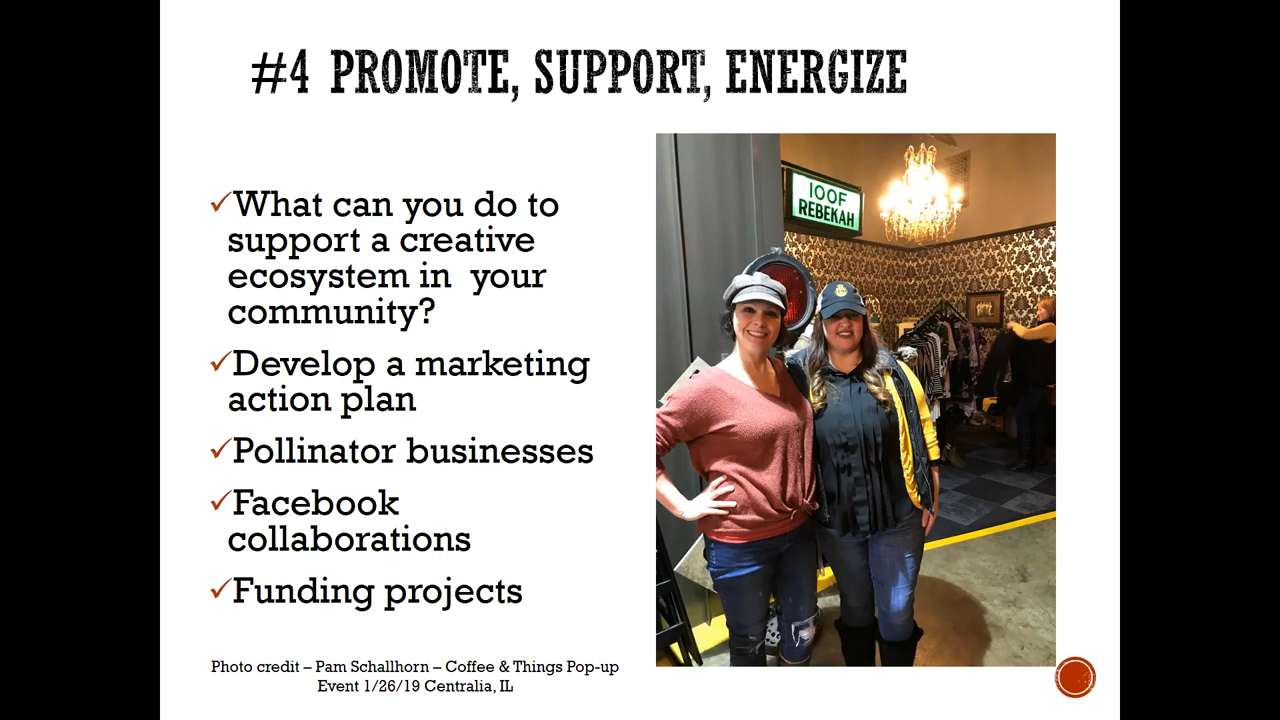 #4 PROMOTE, SUPPORT, ENERGIZE
IOOF
REBEKAH
✓What can you do to
support a creative
ecosystem in  your
community?
✓Develop a marketing
action plan
✓Pollinator businesses
✓Facebook
collaborations
✓Funding projects
Photo credit – Pam Schallhorn – Coffee & Things Pop-up
Event 1/26/19 Centralia, IL